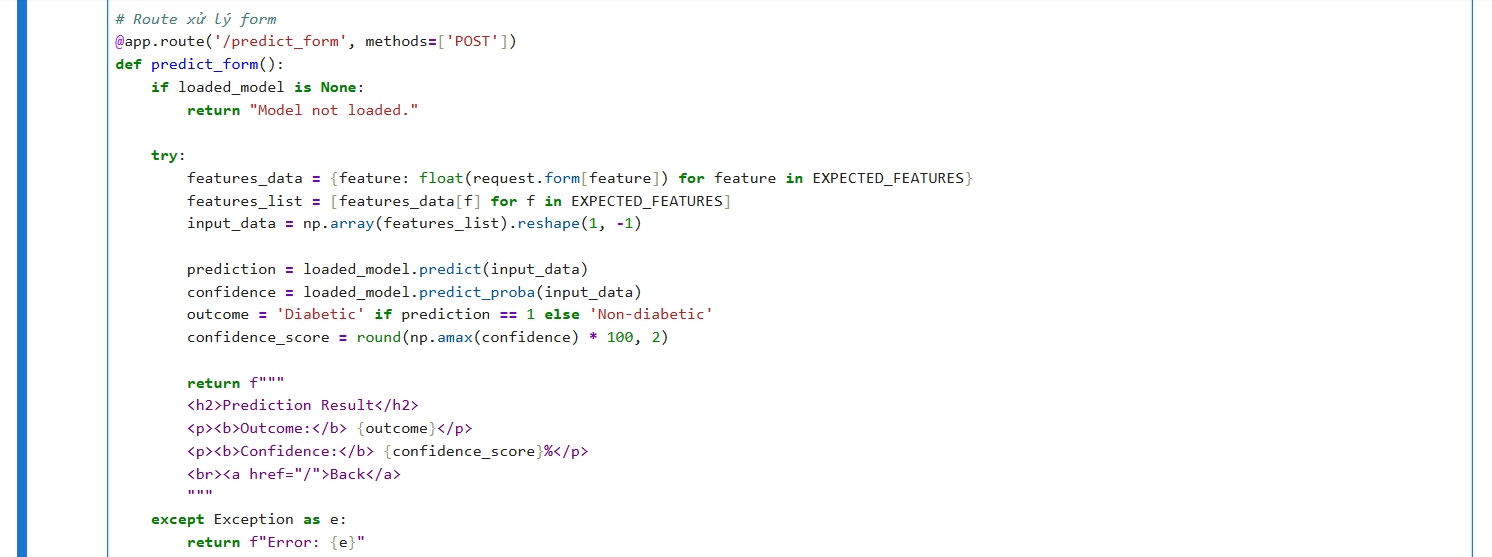 # Route xử lý form
@app.route('/predict_form', methods=['POST'])
def predict_form():
    if loaded_model is None:
        return "Model not loaded."

    try:
        features_data = {feature: float(request.form[feature]) for feature in EXPECTED_FEATURES}
        features_list = [features_data[f] for f in EXPECTED_FEATURES]
        input_data = np.array(features_list).reshape(1, -1)

        prediction = loaded_model.predict(input_data)
        confidence = loaded_model.predict_proba(input_data)
        outcome = 'Diabetic' if prediction == 1 else 'Non-diabetic'
        confidence_score = round(np.amax(confidence) * 100, 2)

        return f"""
        <h2>Prediction Result</h2>
        <p><b>Outcome:</b> {outcome}</p>
        <p><b>Confidence:</b> {confidence_score}%</p>
        <br><a href="/">Back</a>
        """
    except Exception as e:
        return f"Error: {e}"